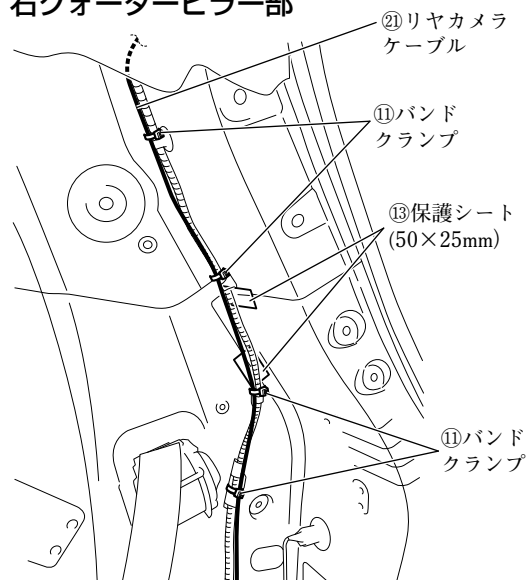 右クォーターピラー部
㉑リヤカメラ
ケーブル
⑪バンド
クランプ
⑬保護シート
(50×25mm)
⑪バンド
クランプ